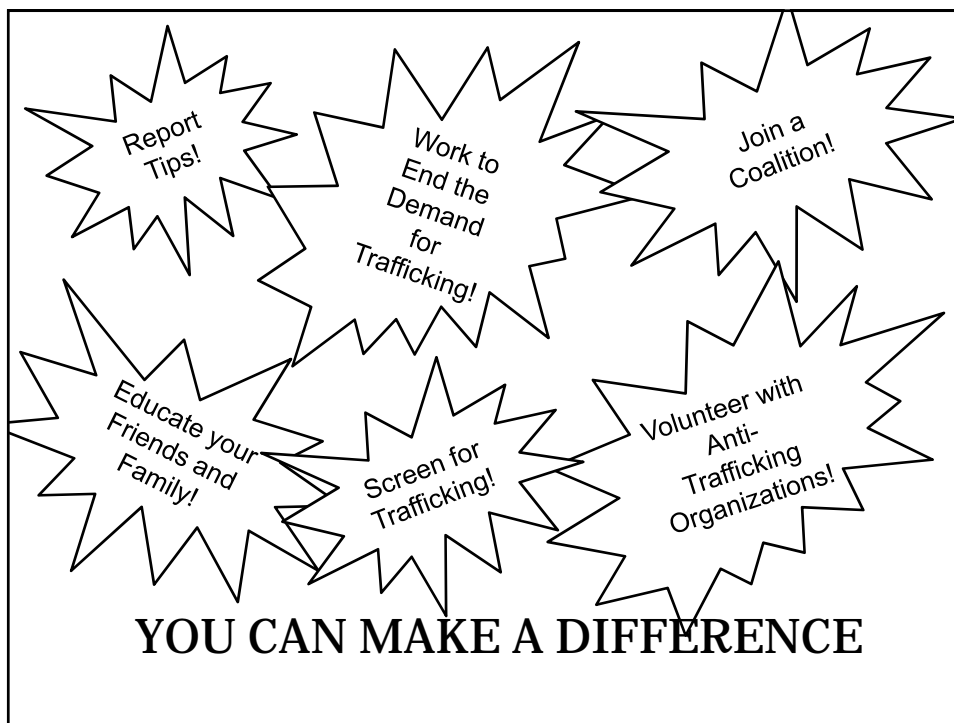 Report
Tips!
Work to
End the
Demand
for
Trafficking!
Join a
Coalition!
Educate your
Friends and
Family!
Screen for
Trafficking!
Volunteer with
Anti-
Trafficking
Organizations!
YOU CAN MAKE A DIFFERENCE